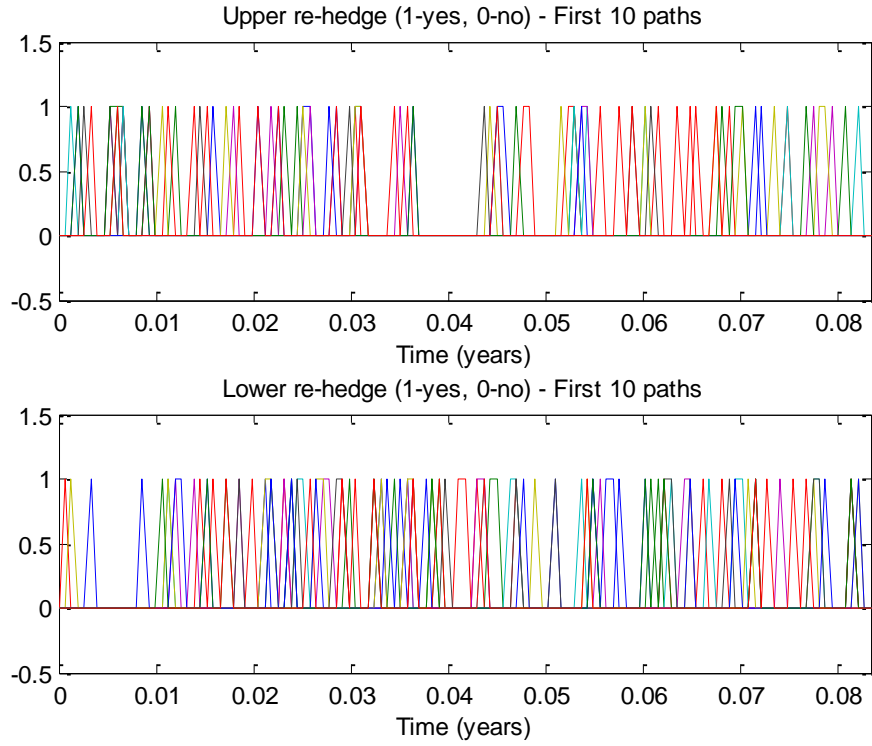 Upper re-hedge (1-yes, 0-no) - First 10 paths
1.5
1
0.5
0
-0.5
0 0.01 0.02 0.03 0.04 0.05 0.06 0.07 0.08
Time (years)
Lower re-hedge (1-yes, 0-no) - First 10 paths
1.5
1
0.5
0
-0.5
0 0.01 0.02 0.03 0.04 0.05 0.06 0.07 0.08
Time (years)